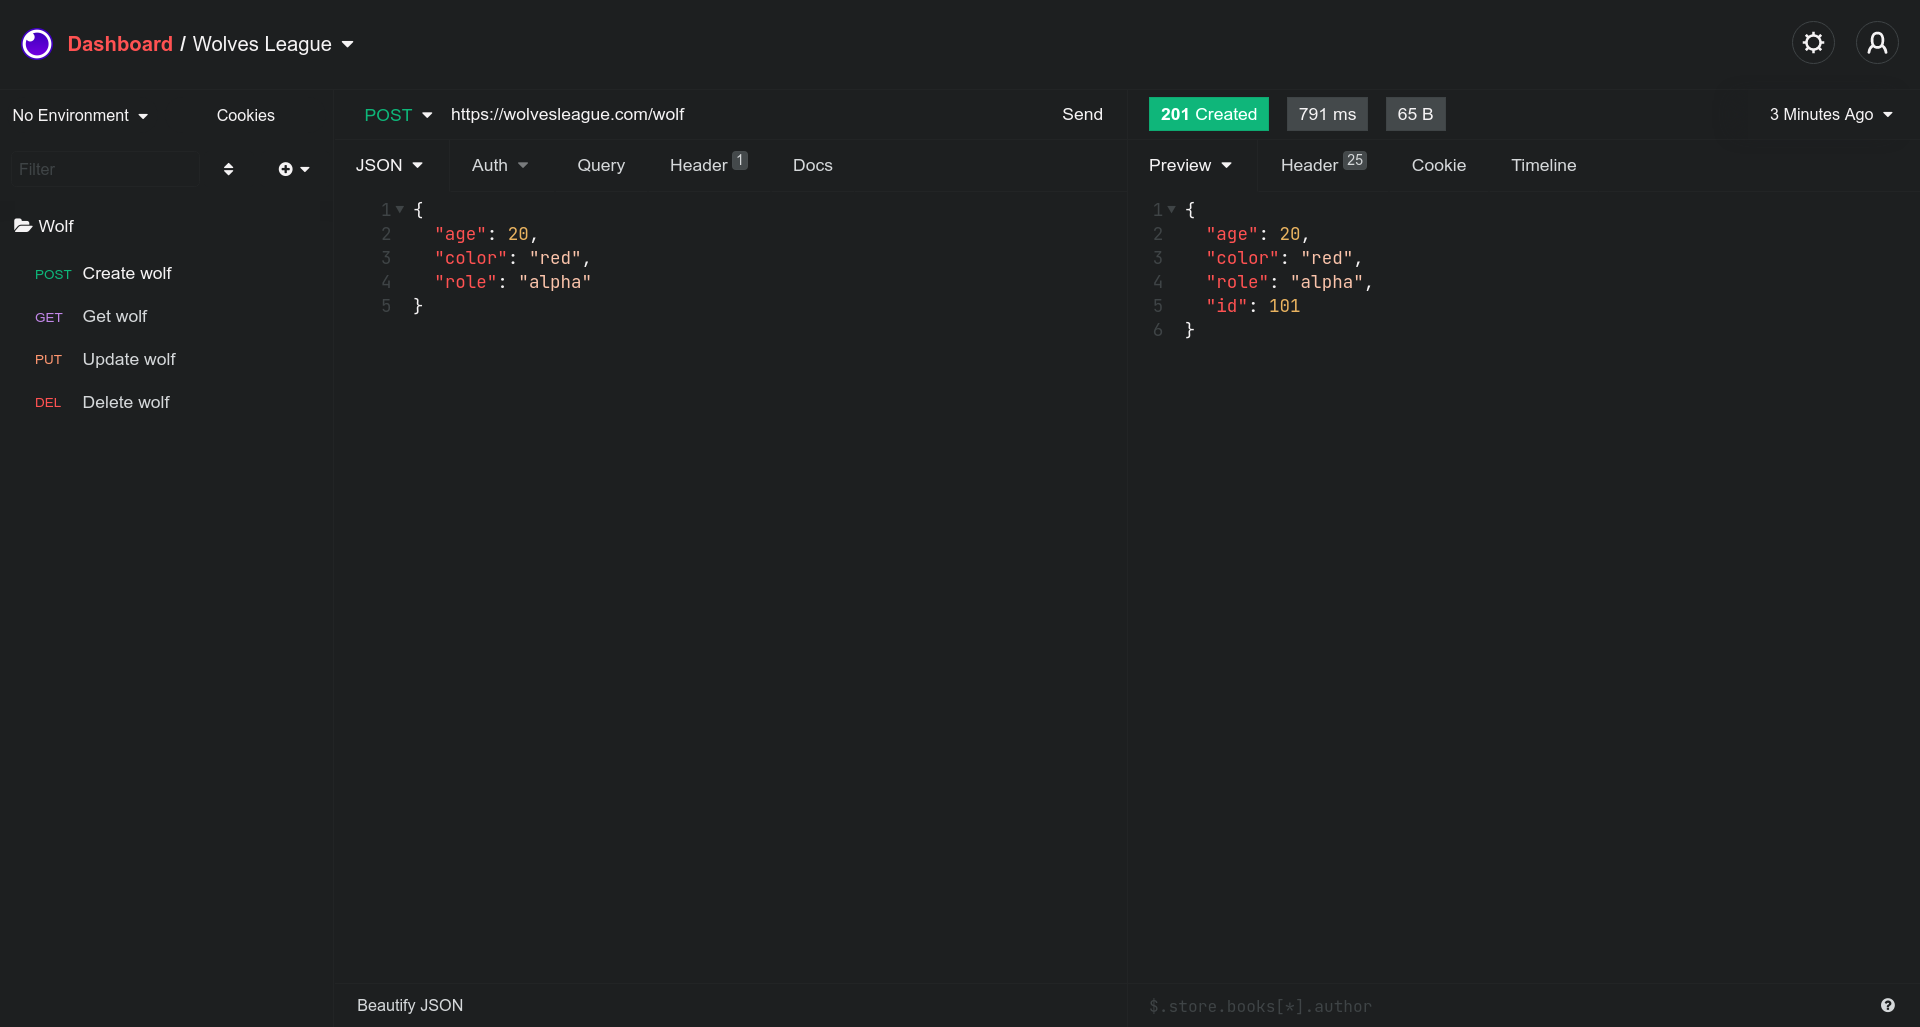 Dashboard / Wolves League
No Environment
Cookies
Filter
Wolf
POST Create wolf
GET Get wolf
PUT Update wolf
DEL Delete wolf
POST https://wolvesleague.com/wolf Send
JSON Auth Query Header 1 Docs
1 {
2 "age": 20,
3 "color": "red",
4 "role": "alpha"
5 }
Beautify JSON
201 Created 791 ms 65 B 3 Minutes Ago
Preview Header 25 Cookie Timeline
1 {
2 "age": 20,
3 "color": "red",
4 "role": "alpha",
5 "id": 101
6 }
$.store.books[*].author